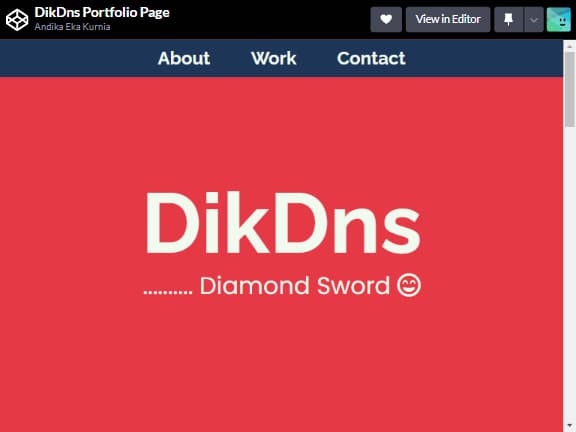 DikDns Portfolio Page
Andika Eka Kurnia
View in Editor
About Work Contact
DikDns
.......... Diamond Sword 😄